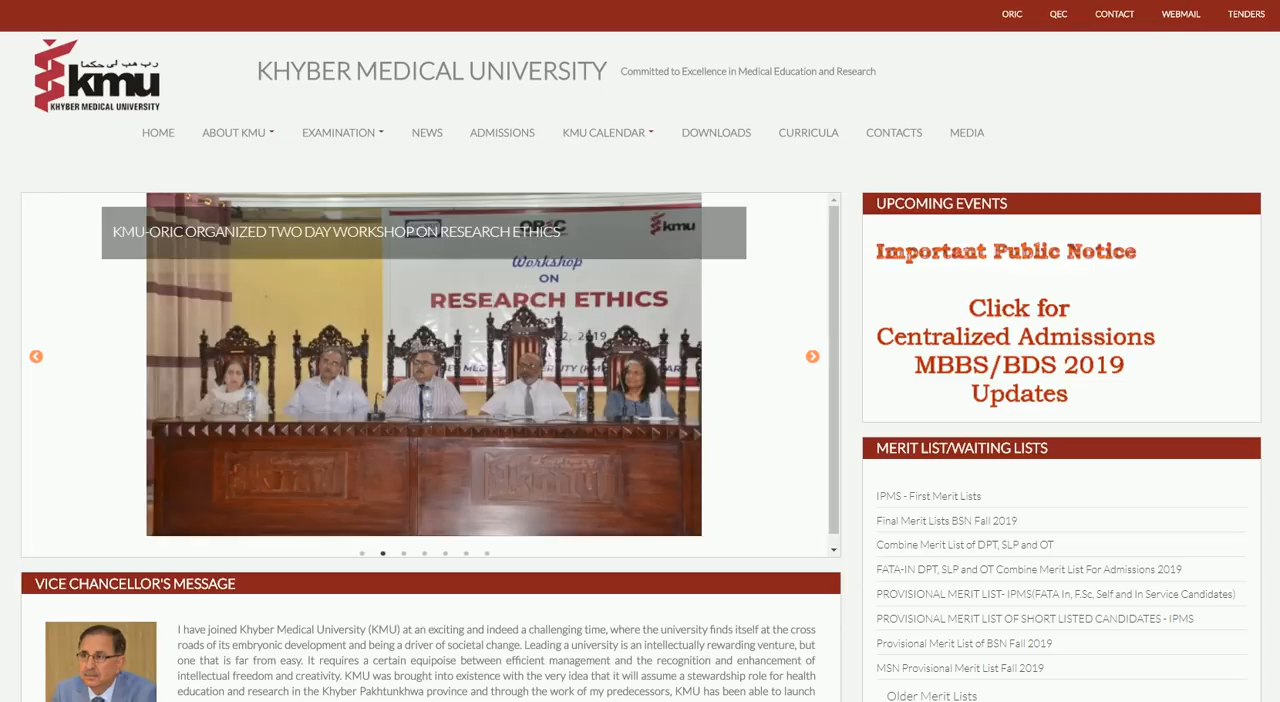 ORIC QEC CONTACT WEBMAIL TENDERS
رب هب لی حکما
kmu
KHYBER MEDICAL UNIVERSITY
KHYBER MEDICAL UNIVERSITY Committed to Excellence in Medical Education and Research
HOME ABOUT KMU EXAMINATION NEWS ADMISSIONS KMU CALENDAR DOWNLOADS CURRICULA CONTACTS MEDIA
KMU-ORIC ORGANIZED TWO DAY WORKSHOP ON RESEARCH ETHICS
ORIC
kmu
Workshop
ON
RESEARCH ETHICS
2, 2019
kmu
kmu
UPCOMING EVENTS
Important Public Notice
Click for
Centralized Admissions
MBBS/BDS 2019
Updates
MERIT LIST/WAITING LISTS
IPMS - First Merit Lists
Final Merit Lists BSN Fall 2019
Combine Merit List of DPT, SLP and OT
FATA-IN DPT, SLP and OT Combine Merit List For Admissions 2019
PROVISIONAL MERIT LIST- IPMS(FATA In, F.Sc, Self and In Service Candidates)
PROVISIONAL MERIT LIST OF SHORT LISTED CANDIDATES - IPMS
Provisional Merit List of BSN Fall 2019
MSN Provisional Merit List Fall 2019
Older Merit Lists
VICE CHANCELLOR'S MESSAGE
I have joined Khyber Medical University (KMU) at an exciting and indeed a challenging time, where the university finds itself at the cross
roads of its embryonic development and being a driver of societal change. Leading a university is an intellectually rewarding venture, but
one that is far from easy. It requires a certain equipoise between efficient management and the recognition and enhancement of
intellectual freedom and creativity. KMU was brought into existence with the very idea that it will assume a stewardship role for health
education and research in the Khyber Pakhtunkhwa province and through the work of my predecessors, KMU has been able to launch